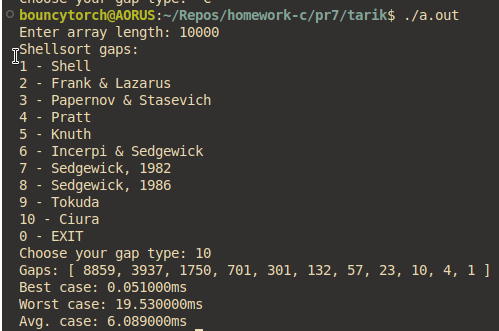 bouncytorch@AORUS:~/Repos/homework-c/pr7/tarik$ ./a.out
Enter array length: 10000
Shellsort gaps:
1 - Shell
2 - Frank & Lazarus
3 - Papernov & Stasevich
4 - Pratt
5 - Knuth
6 - Incerpi & Sedgewick
7 - Sedgewick, 1982
8 - Sedgewick, 1986
9 - Tokuda
10 - Ciura
0 - EXIT
Choose your gap type: 10
Gaps: [ 8859, 3937, 1750, 701, 301, 132, 57, 23, 10, 4, 1 ]
Best case: 0.051000ms
Worst case: 19.530000ms
Avg. case: 6.089000ms